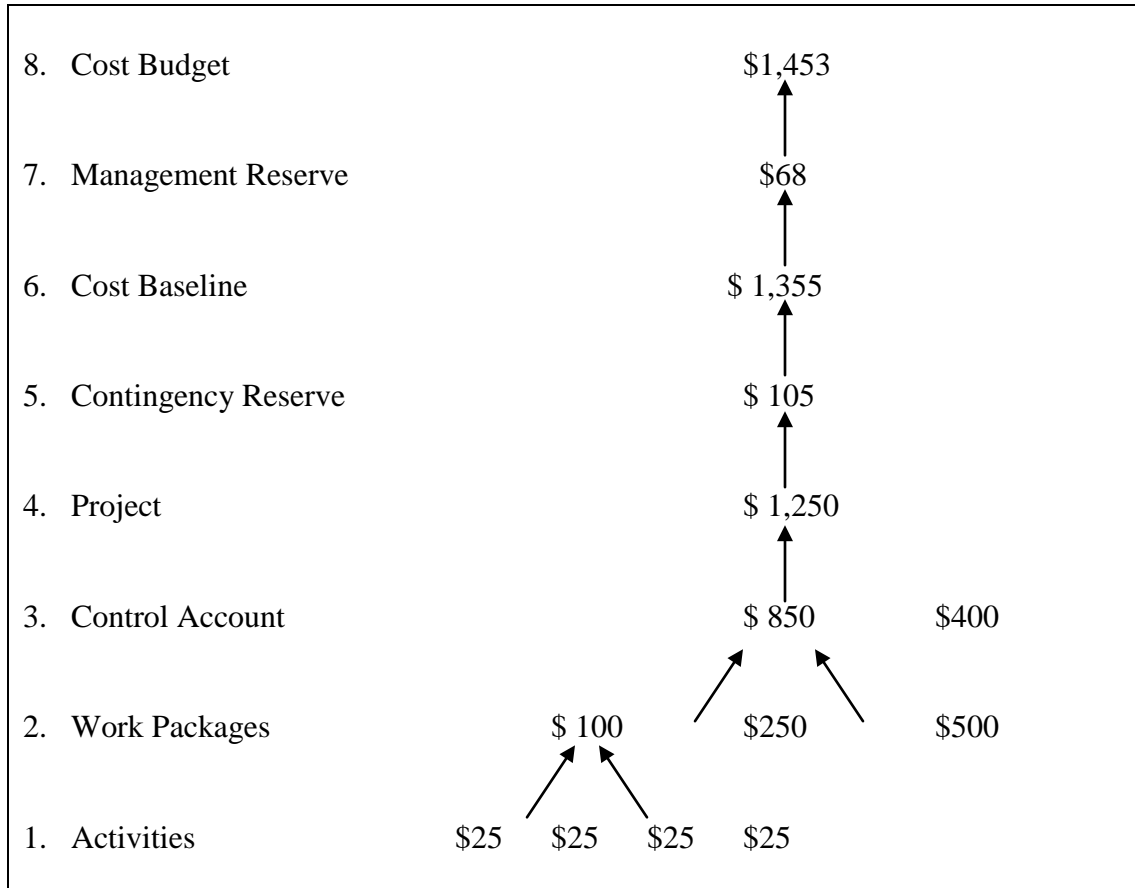 8. Cost Budget $1,453
7. Management Reserve $68
6. Cost Baseline $ 1,355
5. Contingency Reserve $ 105
4. Project $ 1,250
3. Control Account $ 850 $400
2. Work Packages $ 100 $250 $500
1. Activities $25 $25 $25 $25